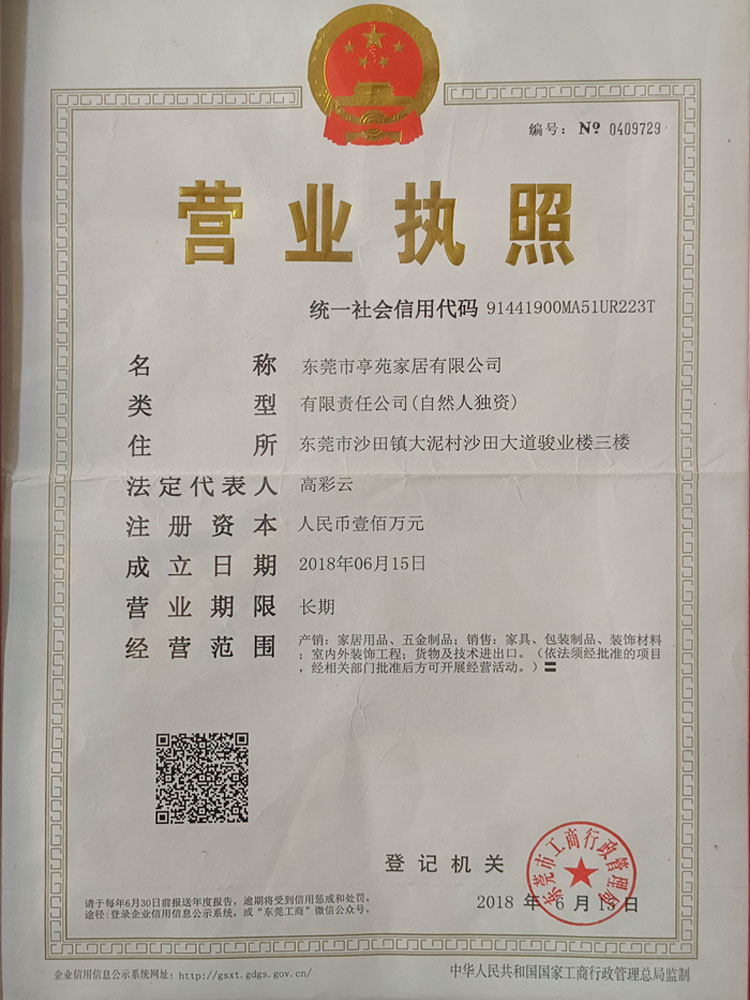 编号： № 0409729
营业执照
统一社会信用代码 91441900MA51UR223T
名称 东莞市亭苑家居有限公司
类型 有限责任公司(自然人独资)
住所 东莞市沙田镇大泥村沙田大道骏业楼三楼
法定代表人 高彩云
注册资本 人民币壹佰万元
成立日期 2018年06月15日
营业期限 长期
经营范围 产销：家居用品、五金制品；销售：家具、包装制品、装饰材料
；室内外装饰工程；货物及技术进出口。（依法须经批准的项目
，经相关部门批准后方可开展经营活动。）〓
登记机关
东莞市工商行政管理局
2018 年 6 月 15 日
请于每年6月30日前报送年度报告，逾期将受到信用惩戒和处罚。
途径:登录企业信用信息公示系统，或“东莞工商”微信公众号。
企业信用信息公示系统网址：http://gsxt.gdgs.gov.cn/
中华人民共和国国家工商行政管理总局监制